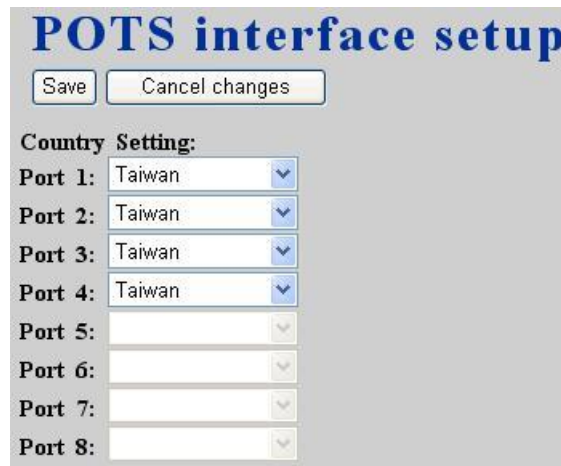 POTS interface setup
Save Cancel changes
Country Setting:
Port 1: Taiwan
Port 2: Taiwan
Port 3: Taiwan
Port 4: Taiwan
Port 5:
Port 6:
Port 7:
Port 8: